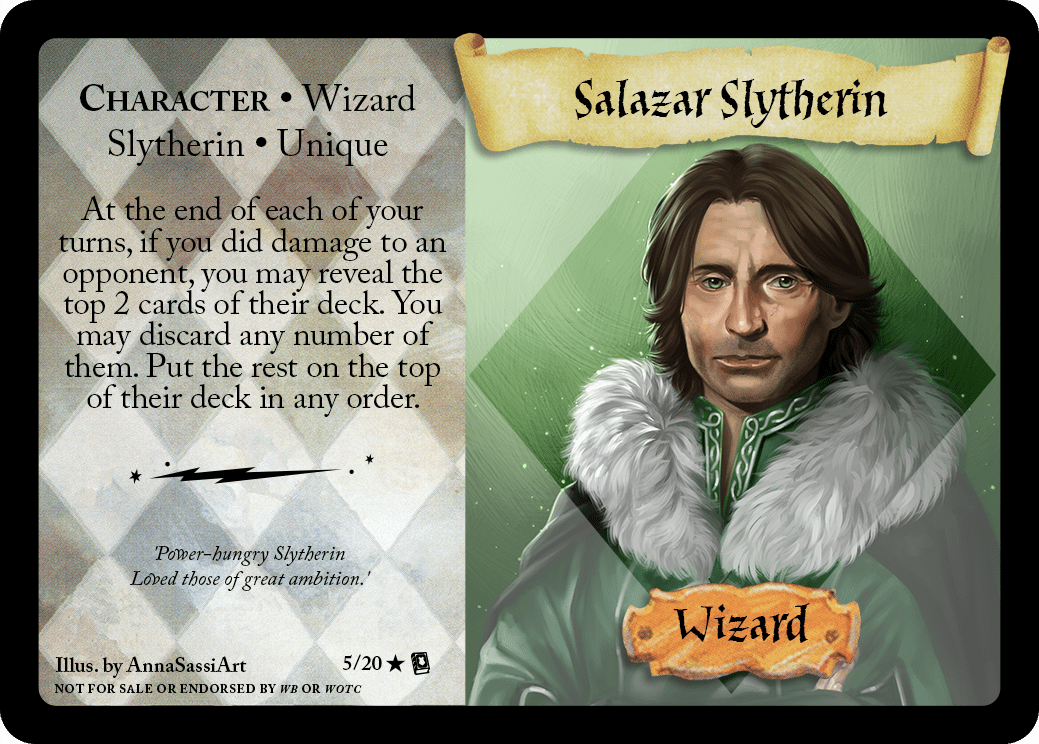 CHARACTER • Wizard
Slytherin • Unique
At the end of each of your
turns, if you did damage to an
opponent, you may reveal the
top 2 cards of their deck. You
may discard any number of
them. Put the rest on the top
of their deck in any order.
'Power-hungry Slytherin
Loved those of great ambition.'
Illus. by AnnaSassiArt
5/20 ★
NOT FOR SALE OR ENDORSED BY WB OR WOTC
Salazar Slytherin
Wizard